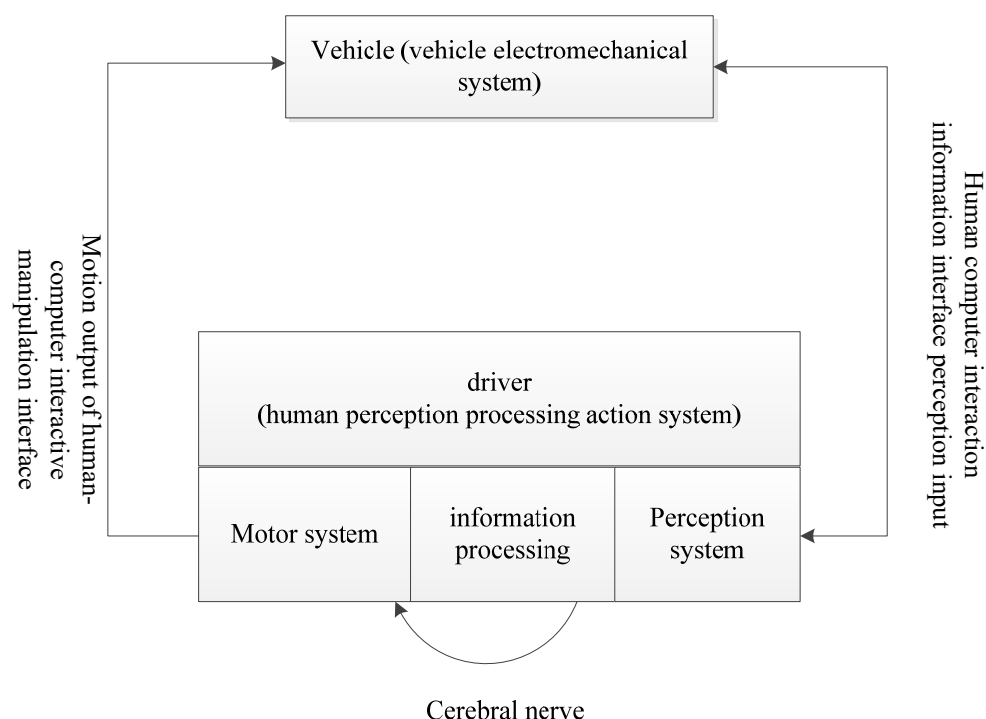 Vehicle (vehicle electromechanical
system)
Motion output of human-
computer interactive
manipulation interface
Human computer interaction
information interface perception input
driver
(human perception processing action system)
Motor system
information
processing
Perception
system
Cerebral nerve